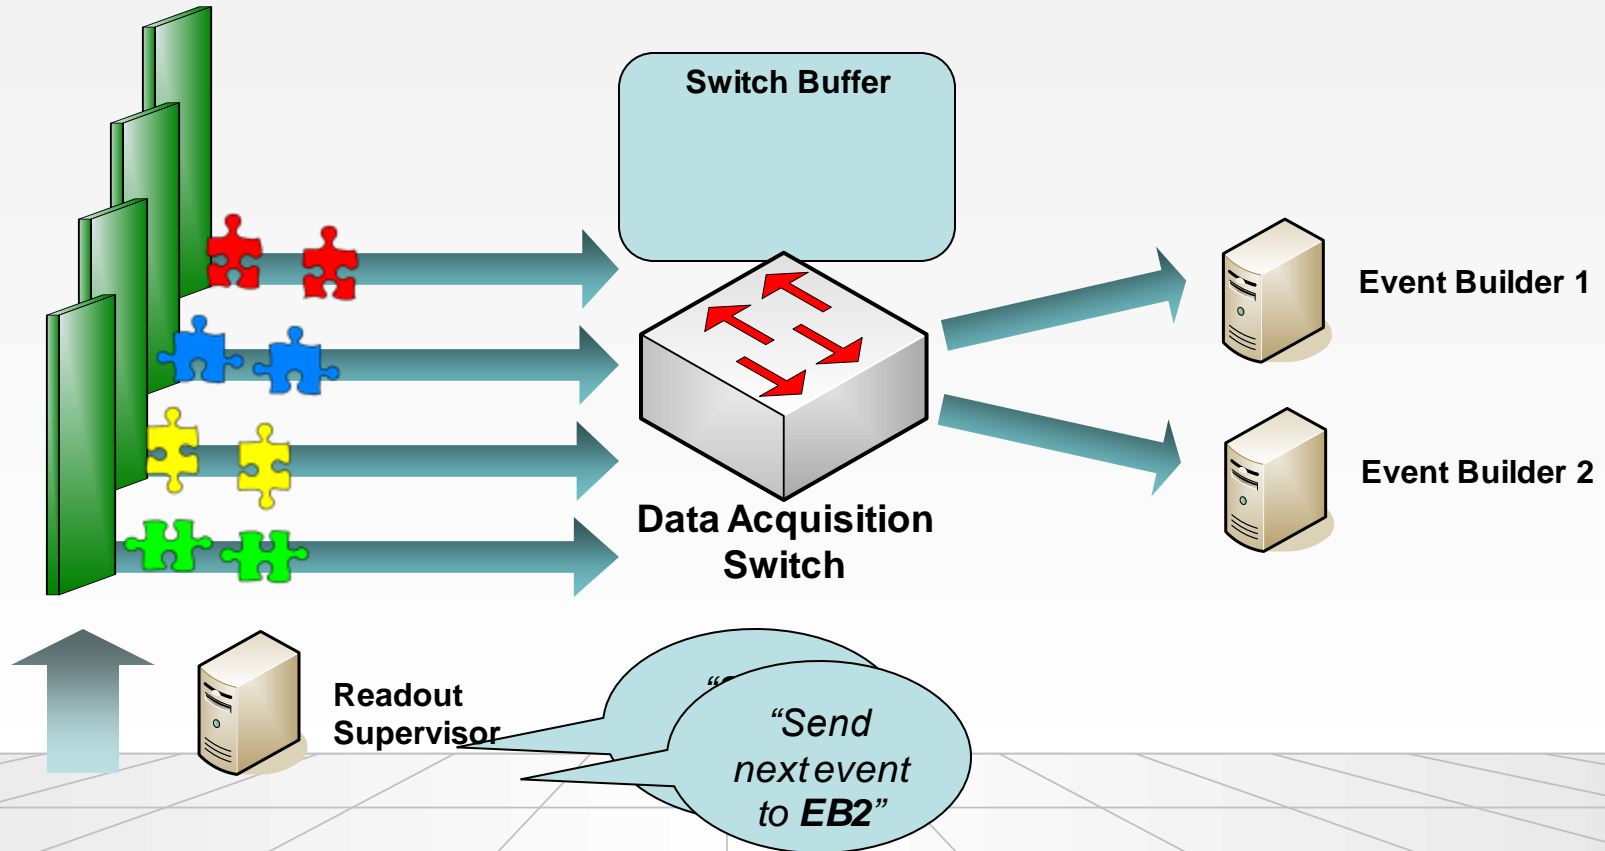 Switch Buffer
Event Builder 1
Event Builder 2
Data Acquisition
Switch
Readout
Supervisor
“Send
next event
to EB2”